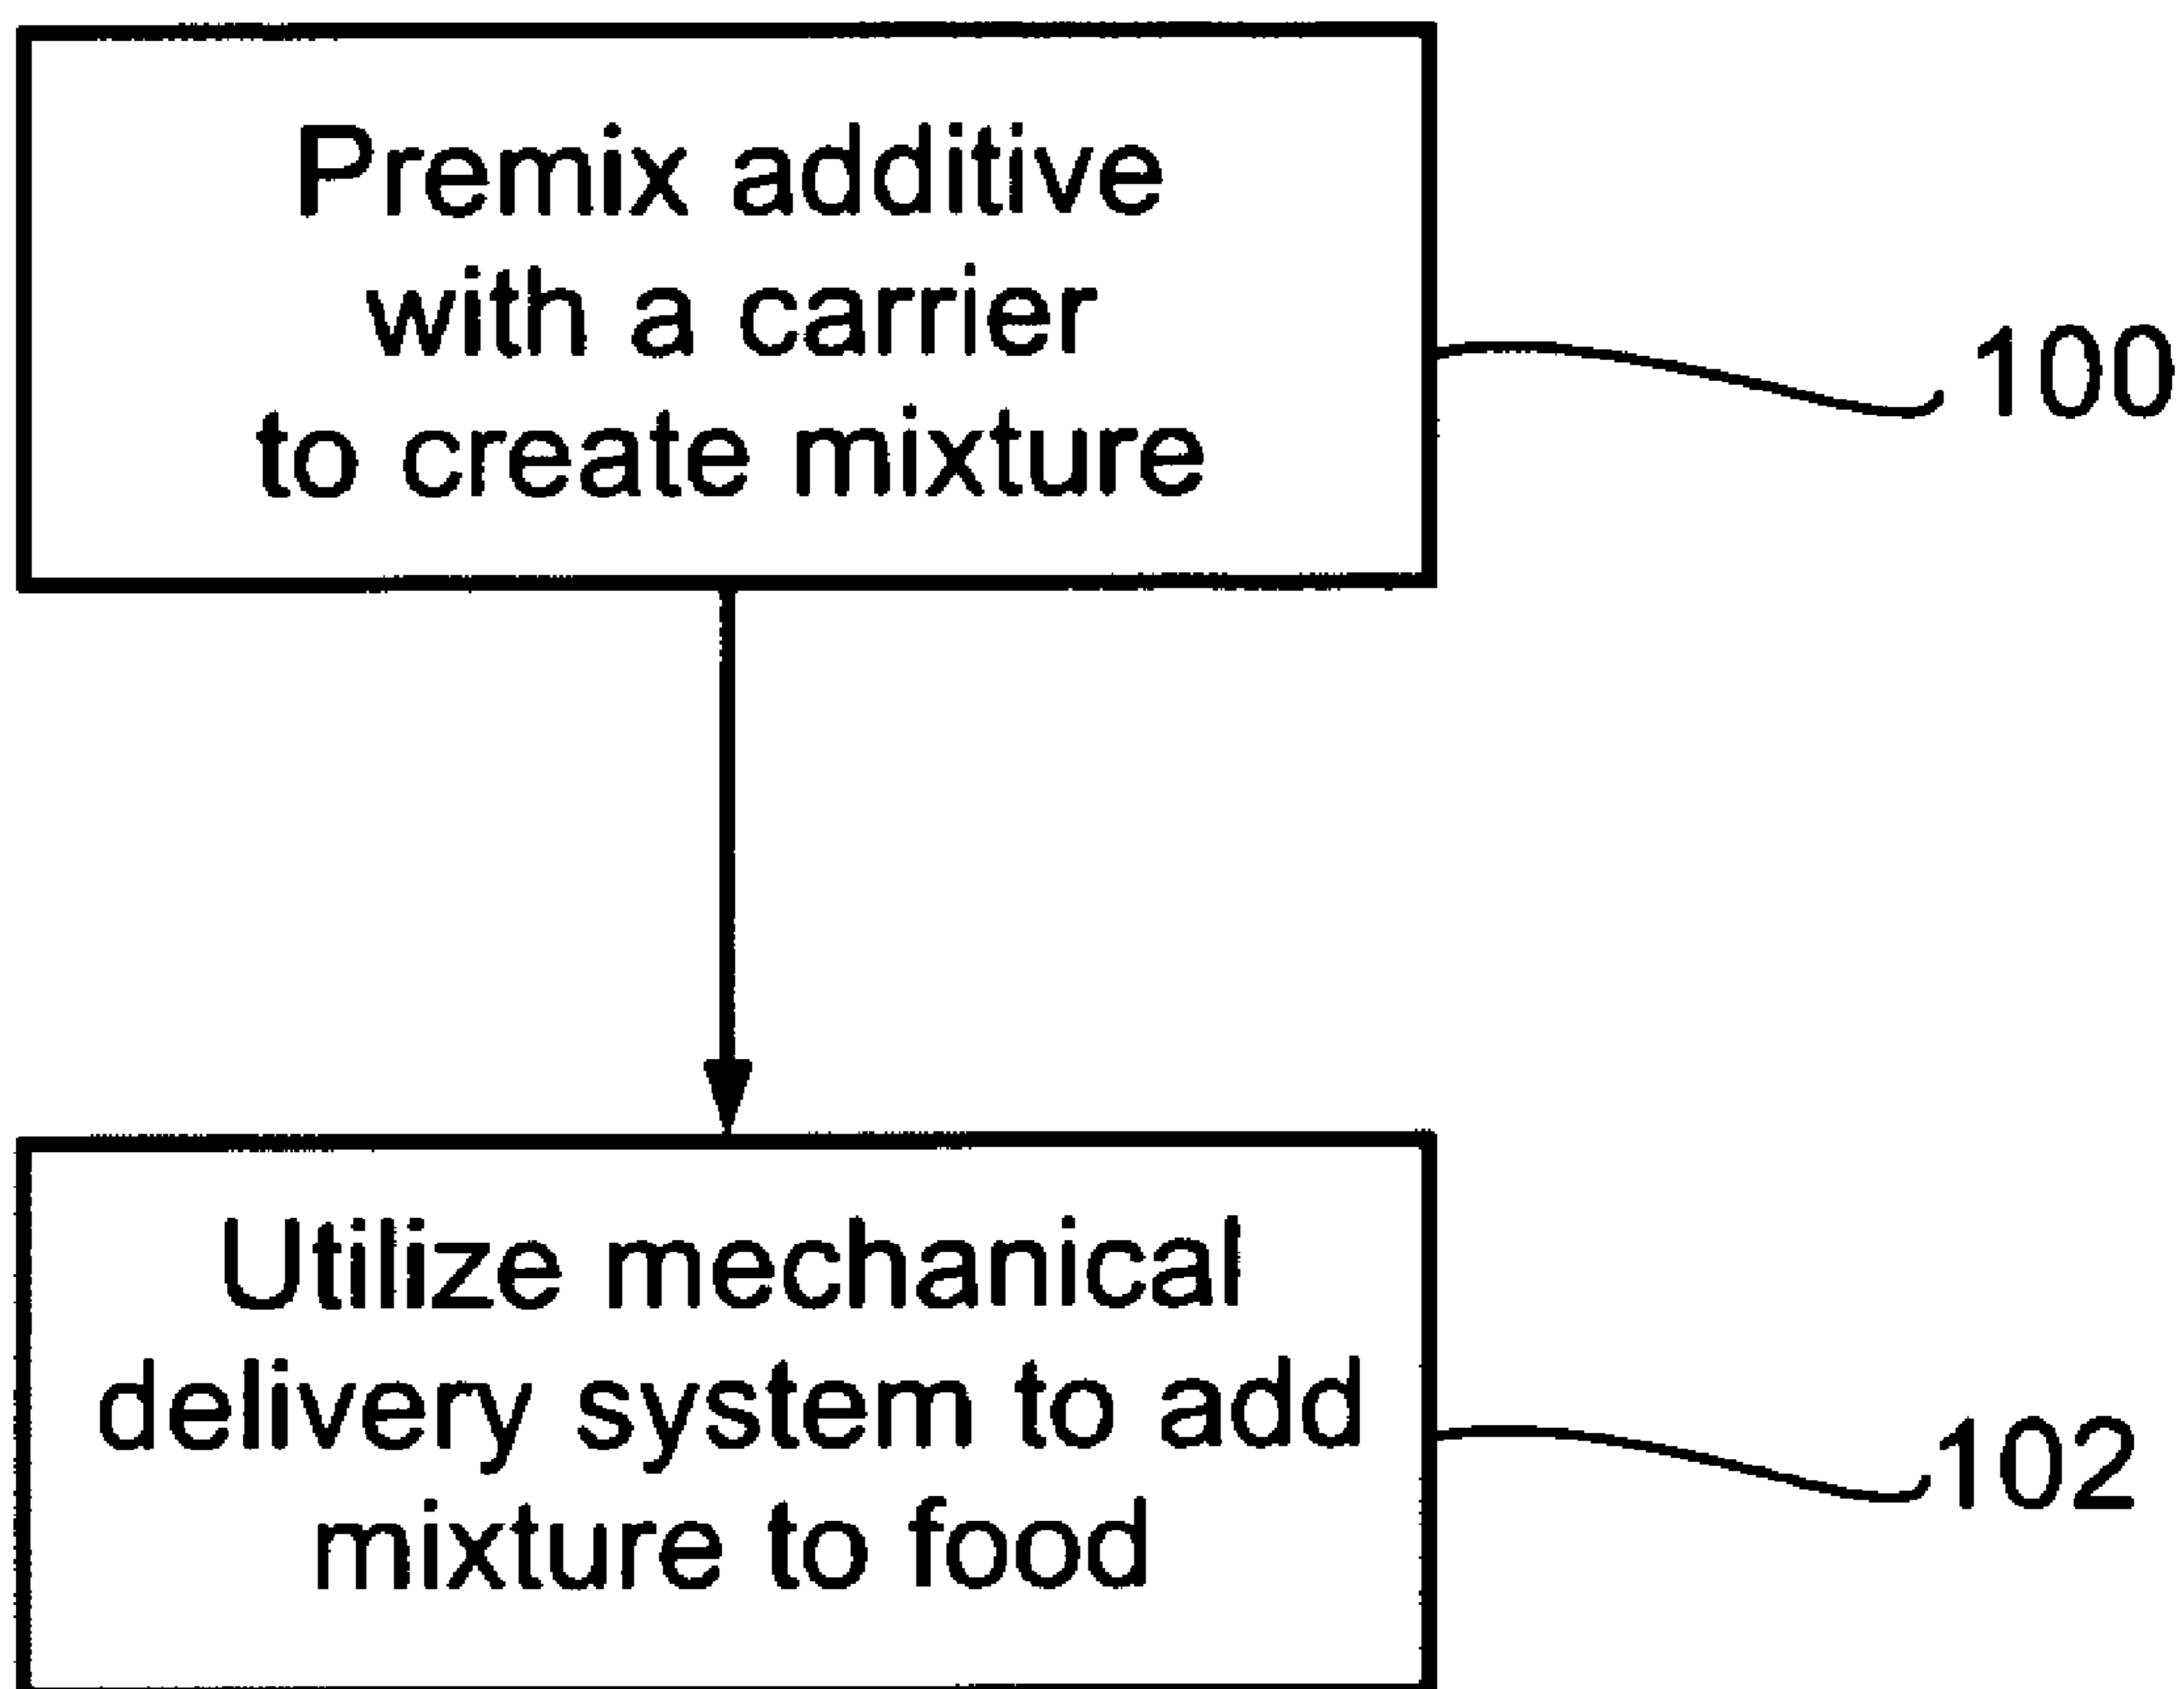 Premix additive
with a carrier
to create mixture
100
Utilize mechanical
delivery system to add
mixture to food
102